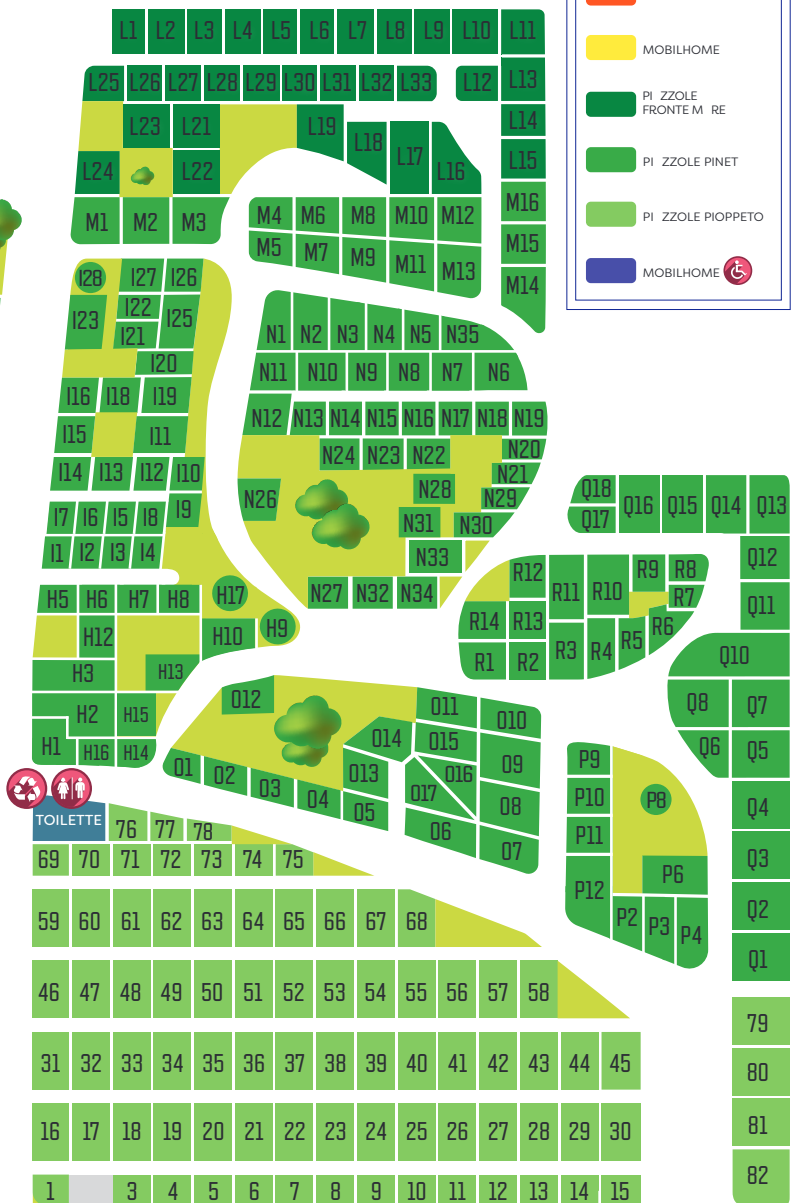 L1 L2 L3 L4 L5 L6 L7 L8 L9 L10 L11
L25 L26 L27 L28 L29 L30 L31 L32 L33 L12 L13
L23 L21 L19 L18 L17 L16 L14
L24 L22 L15
M1 M2 M3 M4 M6 M8 M10 M12 M16
M5 M7 M9 M11 M13 M15
M14
MOBILHOME
PI ZZOLE
FRONTE M RE
PI ZZOLE PINET
PI ZZOLE PIOPPETO
MOBILHOME
I28 I27 I26
I23 I22 I25
I21
I20
I16 I18 I19
I15 I11
I14 I13 I12 I10
I7 I6 I5 I8 I9
I1 I2 I3 I4
N1 N2 N3 N4 N5 N35
N11 N10 N9 N8 N7 N6
N12 N13 N14 N15 N16 N17 N18 N19
N24 N23 N22 N20
N21
N26 N28 N29
N31 N30
N33
N27 N32 N34
H5 H6 H7 H8 H17
H12 H10 H9
H3 H13
H2 H15
H1 H16 H14
Q18 Q16 Q15 Q14 Q13
Q17
Q12
Q11
Q10
Q8 Q7
Q6 Q5
Q4
Q3
Q2
Q1
R12 R11 R10 R9 R8
R7
R14 R13 R6
R1 R2 R3 R4 R5
O12 O11 O10
O14 O15
O1 O2 O3 O4 O13 O16 O9
O5 O17 O8
O6 O7
P9
P10 P8
P11
P12 P6
P2 P3 P4
TOILETTE
76 77 78
69 70 71 72 73 74 75
59 60 61 62 63 64 65 66 67 68
46 47 48 49 50 51 52 53 54 55 56 57 58
31 32 33 34 35 36 37 38 39 40 41 42 43 44 45
16 17 18 19 20 21 22 23 24 25 26 27 28 29 30
1 3 4 5 6 7 8 9 10 11 12 13 14 15
79
80
81
82